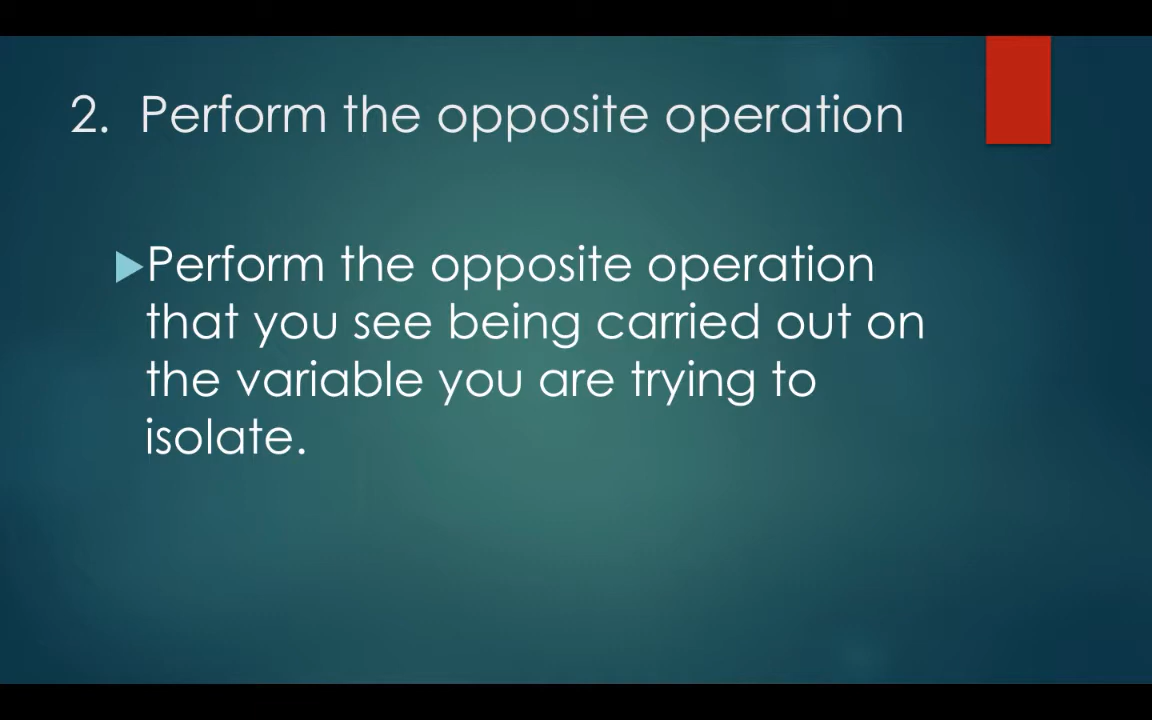 2. Perform the opposite operation
Perform the opposite operation
that you see being carried out on
the variable you are trying to
isolate.